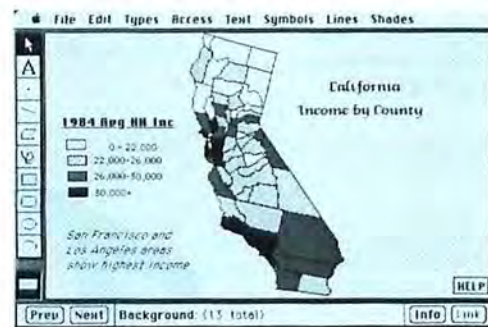 File Edit Types Access Text Symbols Lines Shades
A
California
Income by County
1984 Avg HH Inc
0-22,000
22,000-26,000
26,000-30,000
30,000+
San Francisco and
Los Angeles areas
show highest income
HELP
Prev Next Background: (13 total) Info Link